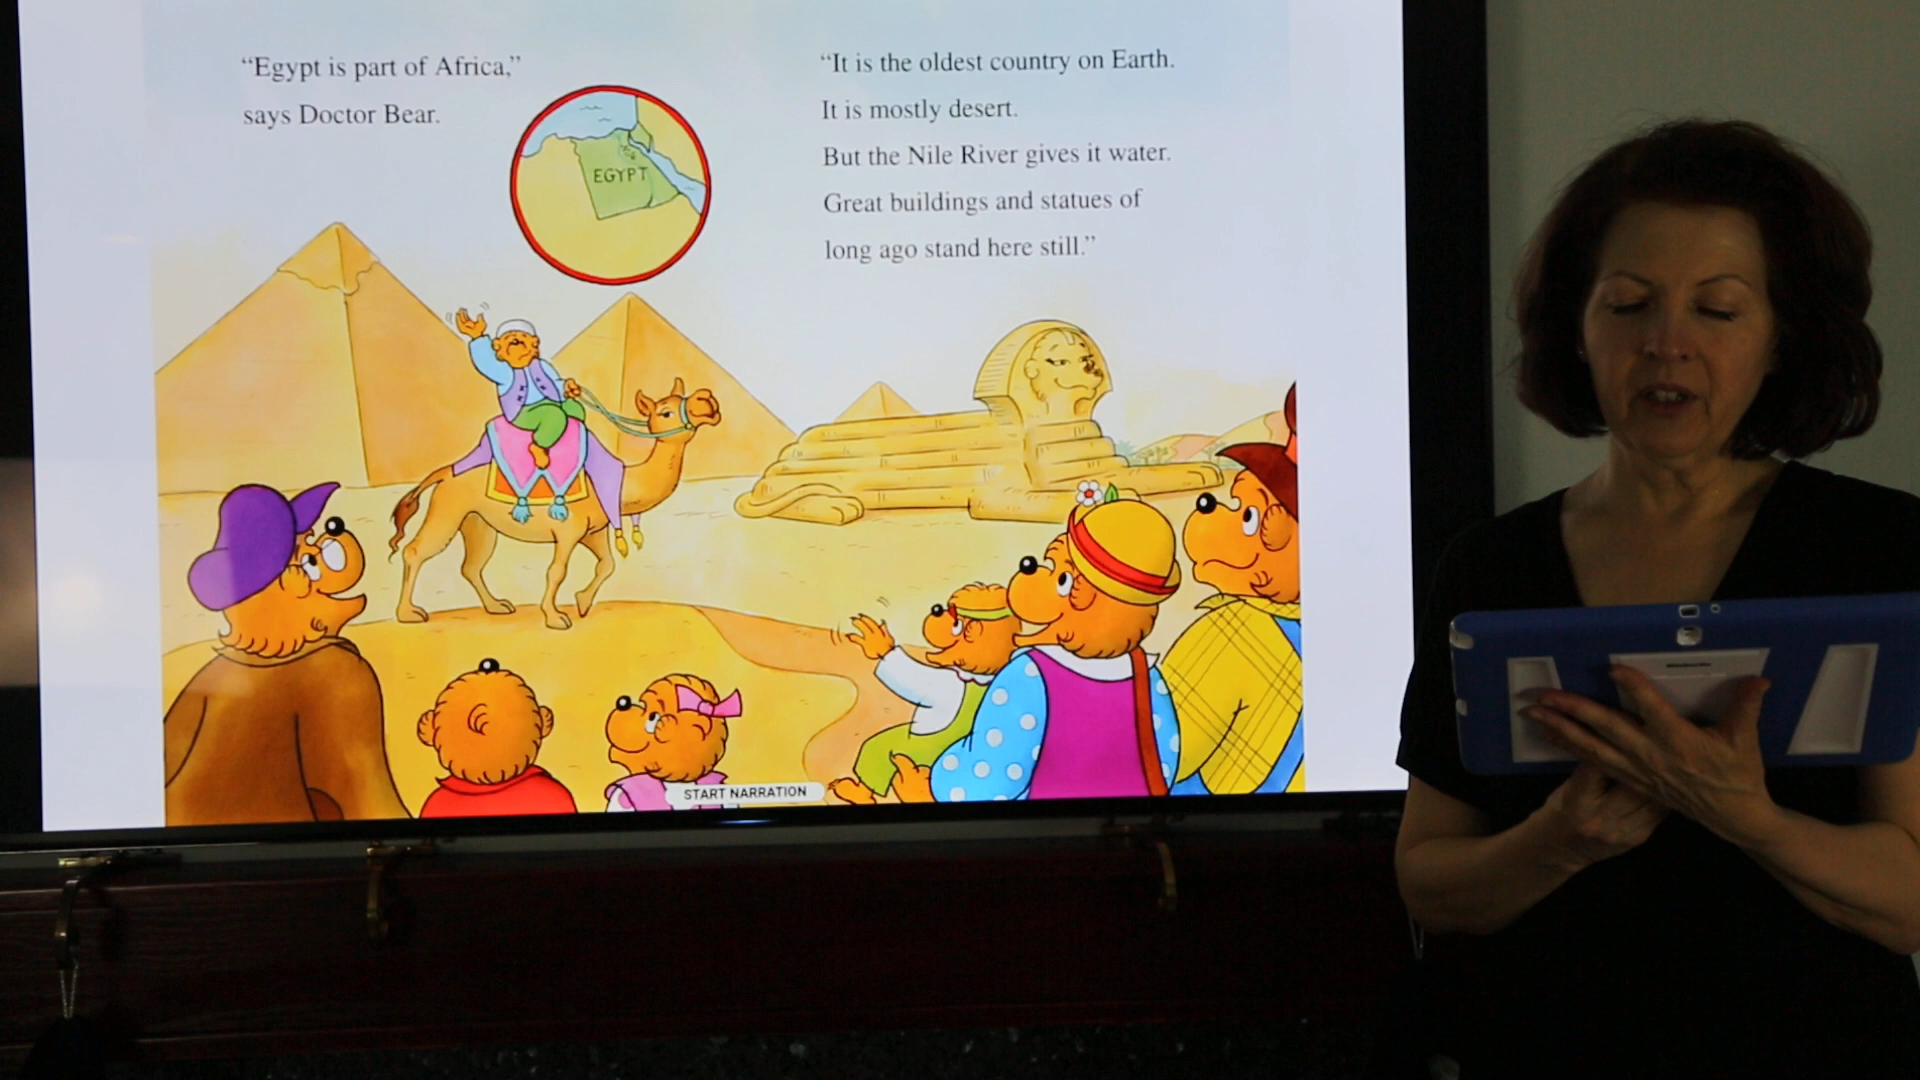 “Egypt is part of Africa,”
says Doctor Bear.
EGYPT
“It is the oldest country on Earth.
It is mostly desert.
But the Nile River gives it water.
Great buildings and statues of
long ago stand here still.”
START NARRATION